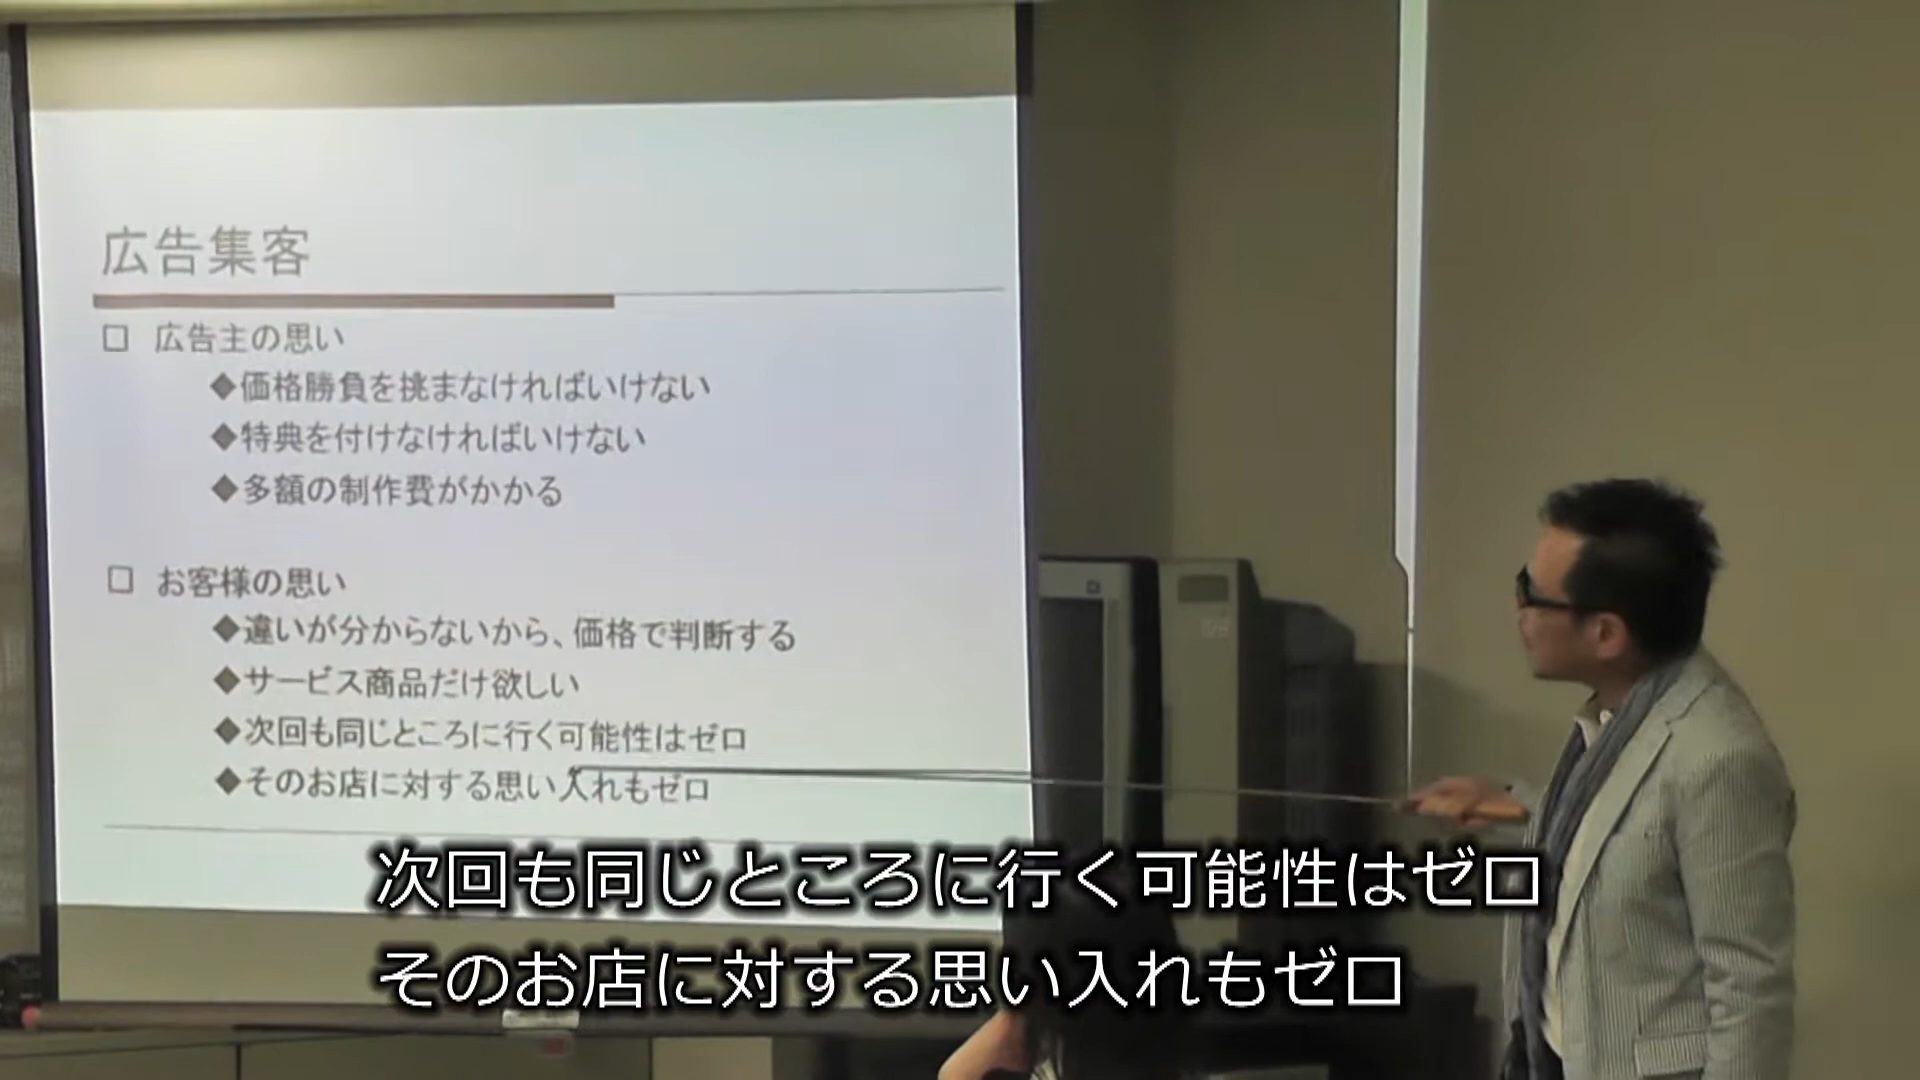 広告集客
□ 広告主の思い
◆価格勝負を挑まなければいけない
◆特典を付けなければいけない
◆多額の制作費がかかる
□ お客様の思い
◆違いが分からないから、価格で判断する
◆サービス商品だけ欲しい
◆次回も同じところに行く可能性はゼロ
◆そのお店に対する思い入れもゼロ
次回も同じところに行く可能性はゼロ
そのお店に対する思い入れもゼロ